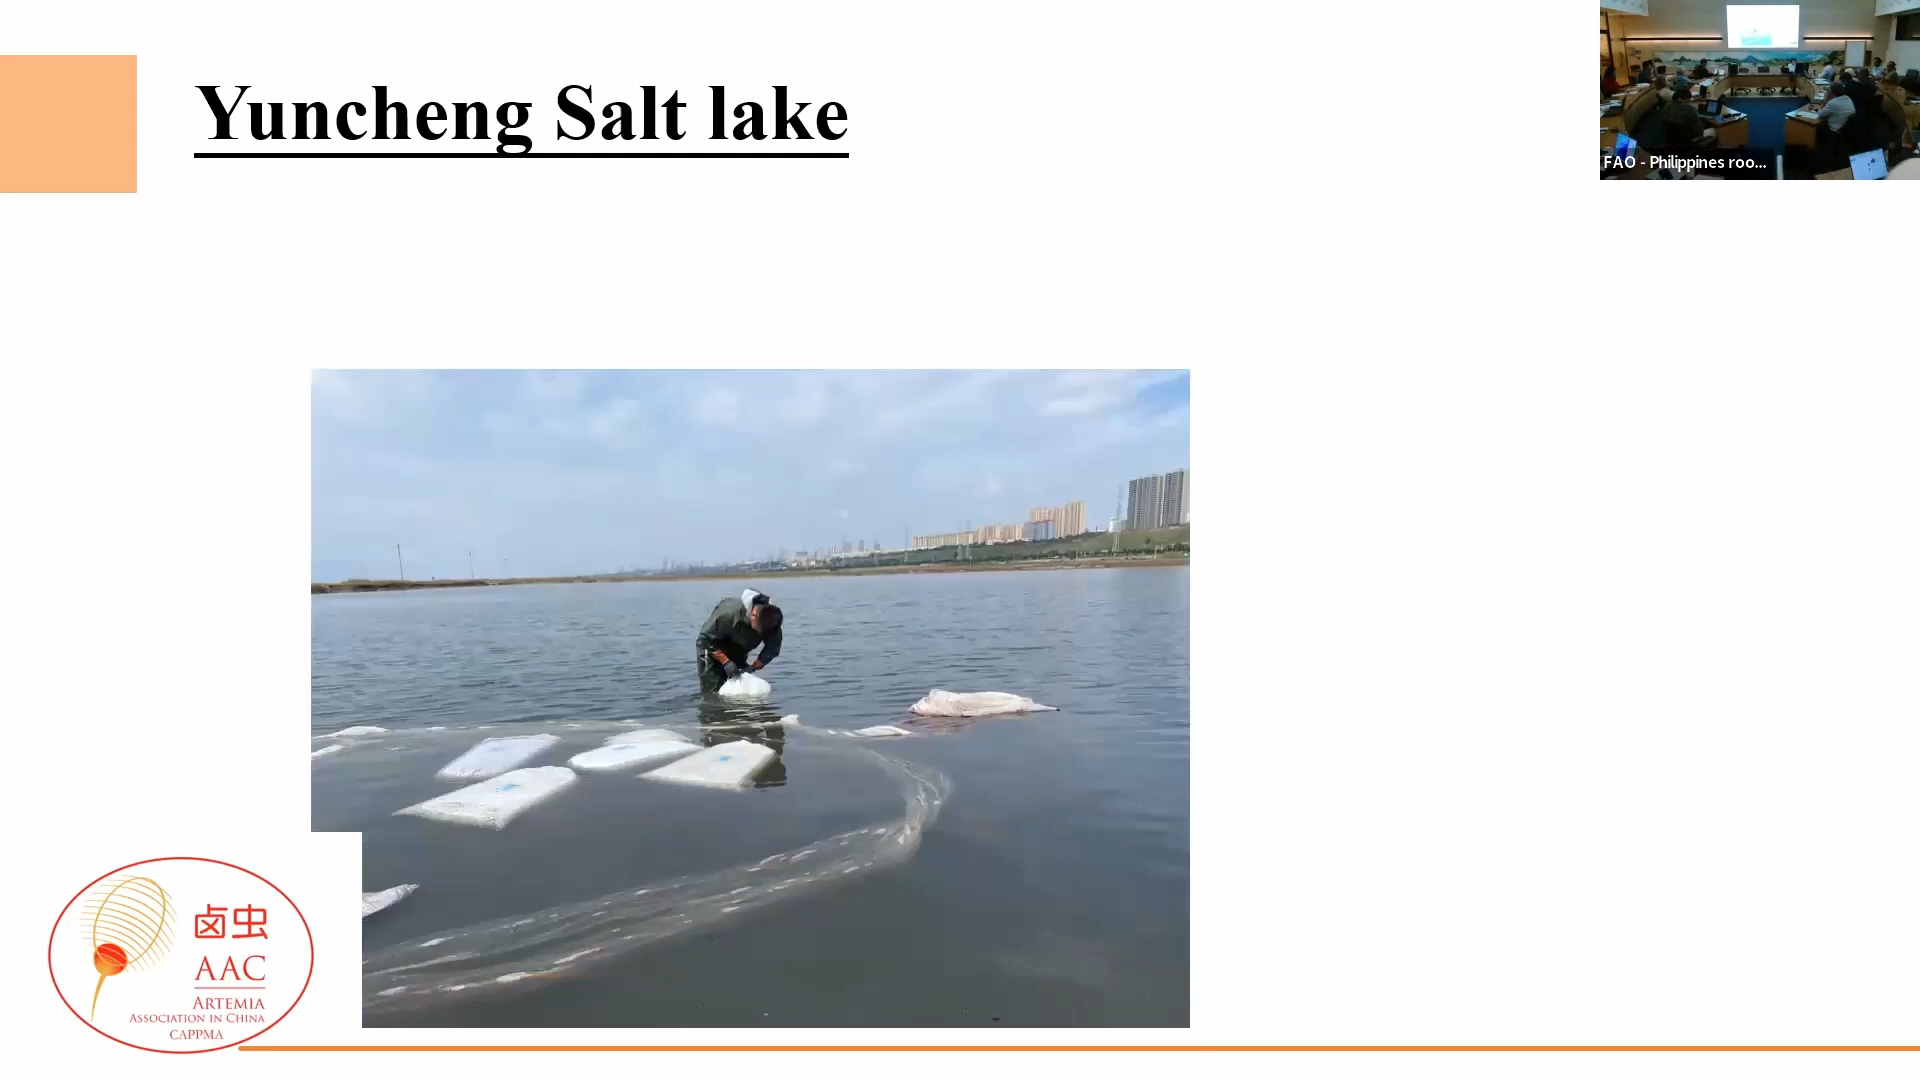 Yuncheng Salt lake
FAO - Philippines roo...
卤虫
AAC
ARTEMIA
ASSOCIATION IN CHINA
CAPPMA